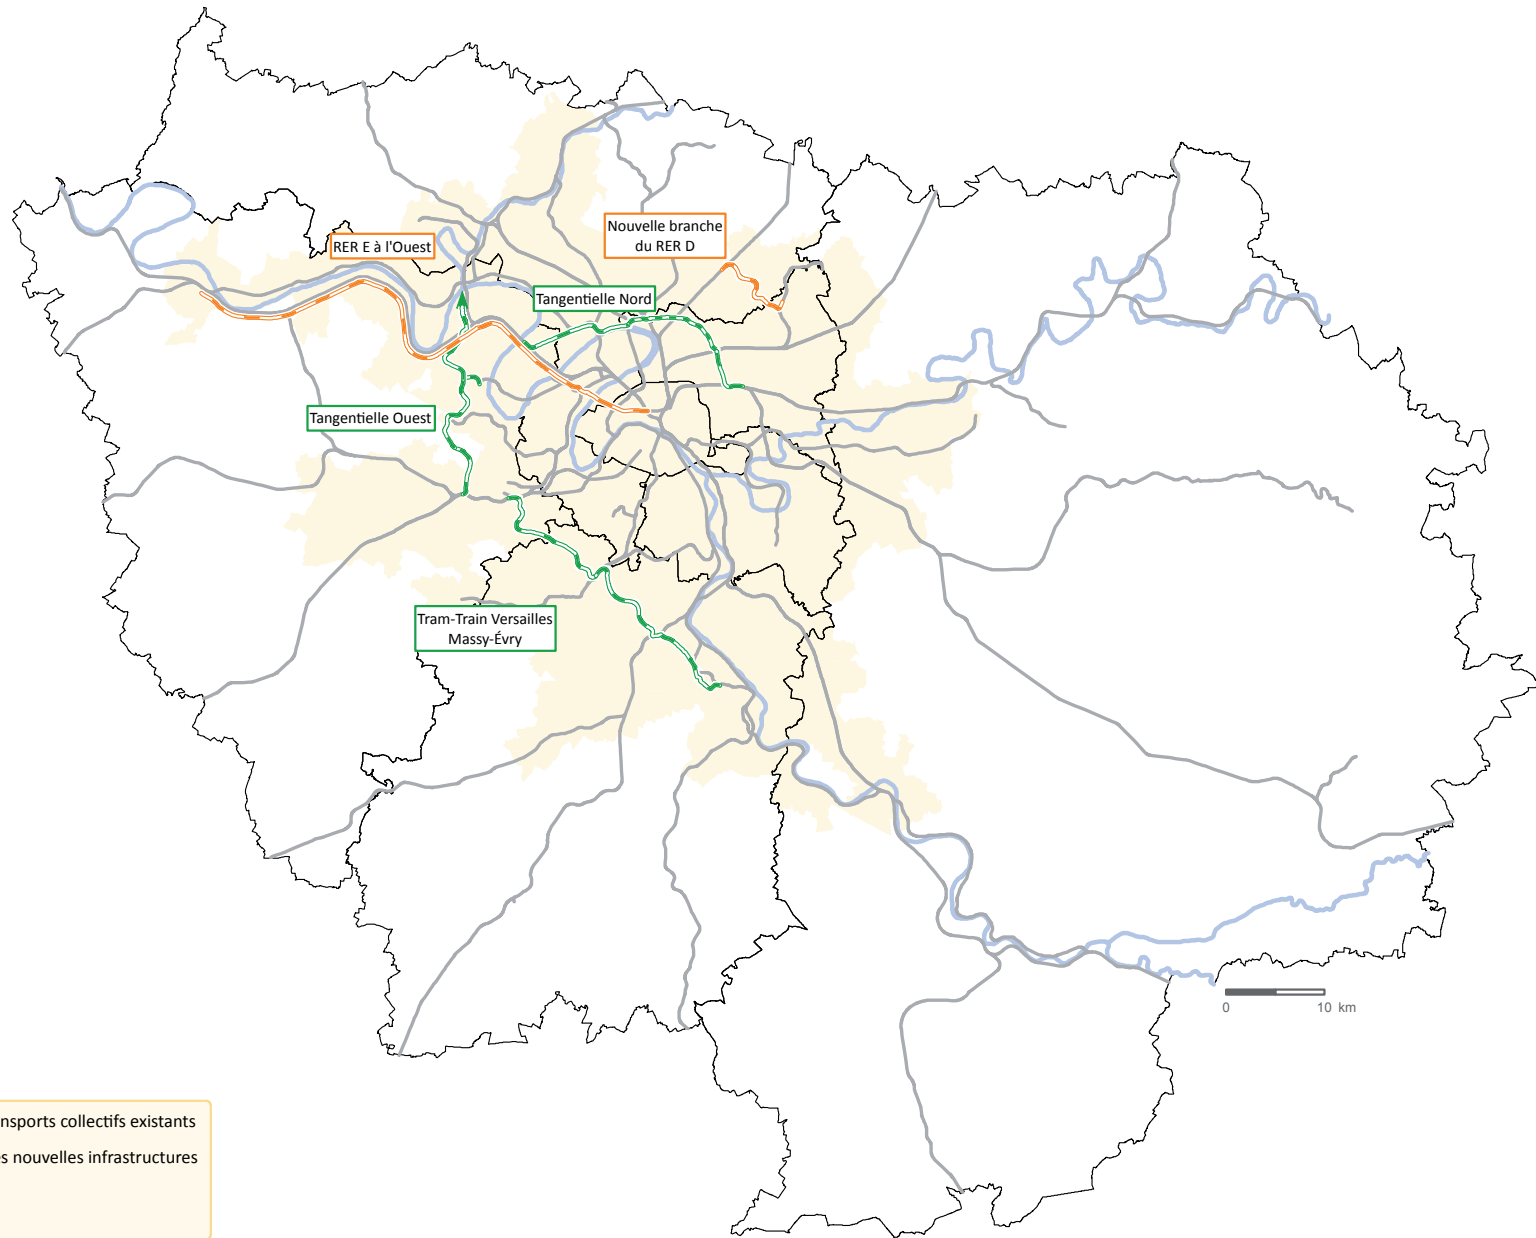 Nouvelle branche
du RER D
RER E à l'Ouest
Tangentielle Nord
Tangentielle Ouest
Tram-Train Versailles
Massy-Évry
0 10 km
nsports collectifs existants
s nouvelles infrastructures